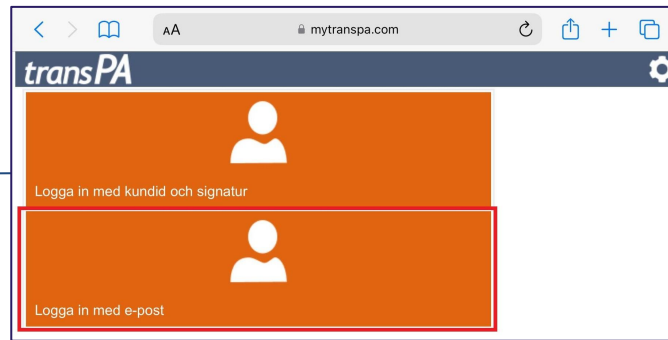 AA
mytranspa.com
transPA
Logga in med kundid och signatur
Logga in med e-post